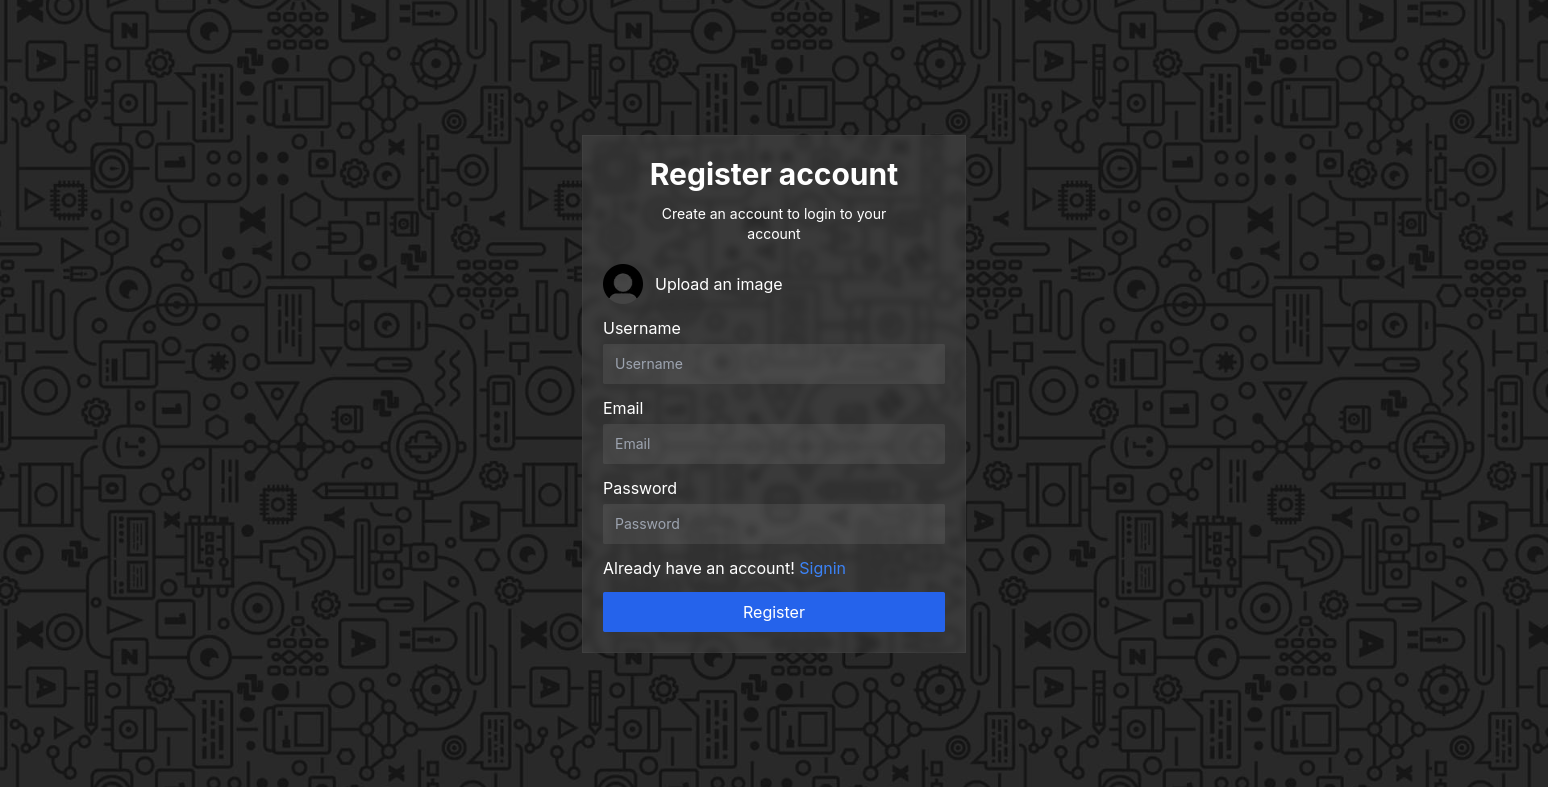 Register account
Create an account to login to your
account
Upload an image
Username
Username
Email
Email
Password
Password
Already have an account! Signin
Register